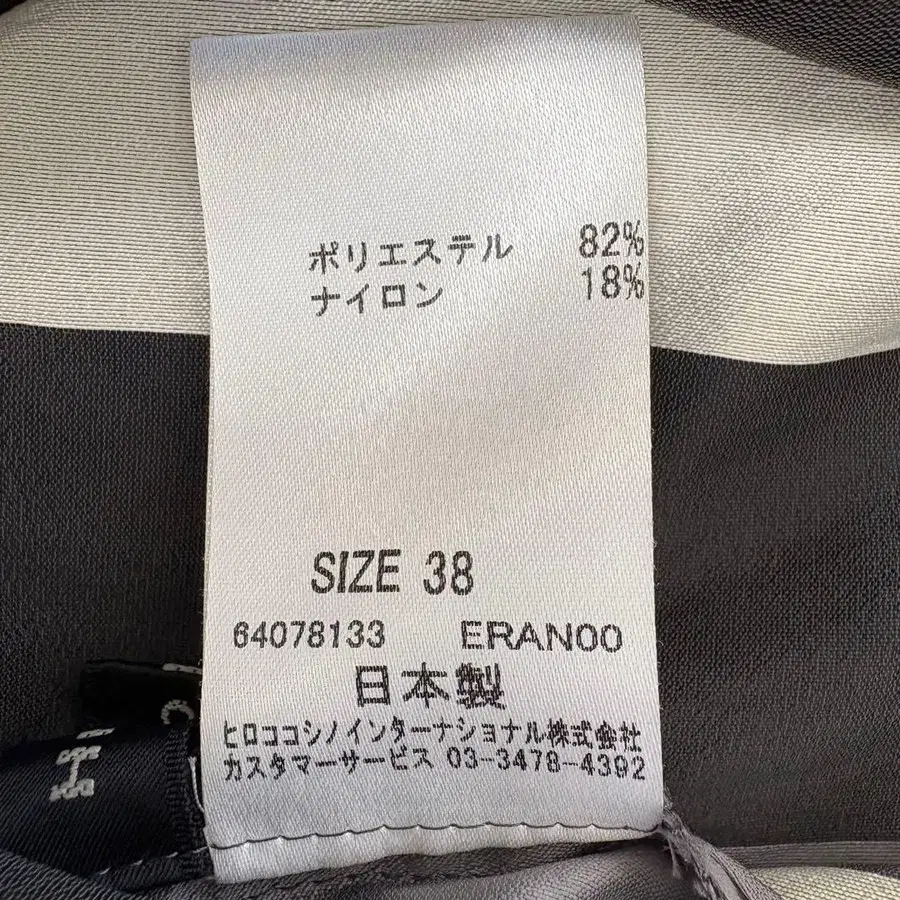 ポリエステル 82%
ナイロン 18%
SIZE 38
64078133 ERANOO
日本製
ヒロココシノインターナショナル株式会社
カスタマーサービス 03-3478-4392